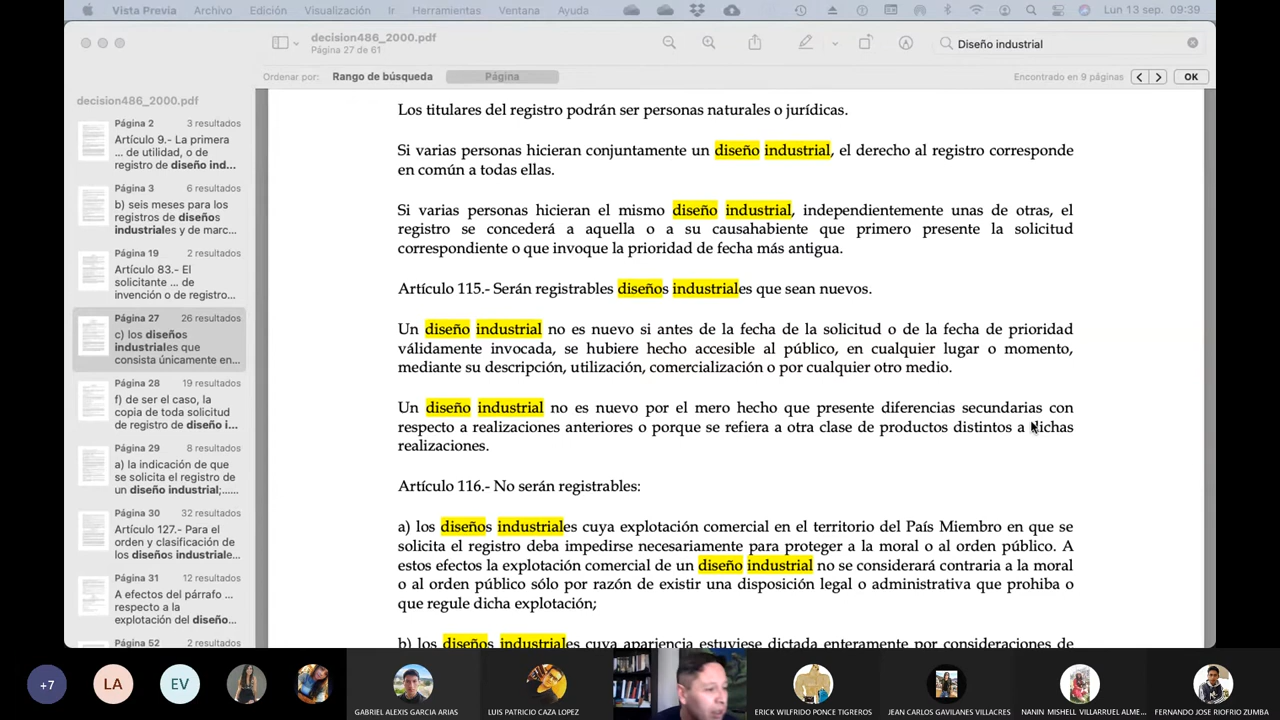 Vista Previa Archivo Edición Visualización Ir Herramientas Ventana Ayuda Lun 13 sep. 09:39
decision486_2000.pdf
Página 27 de 61
Diseño industrial
Ordenar por: Rango de búsqueda Página Encontrado en 9 páginas OK
decision486_2000.pdf
Página 2 3 resultados
Artículo 9.- La primera
... de utilidad, o de
registro de diseño ind...
Página 3 6 resultados
b) seis meses para los
registros de diseños
industriales y de marc...
Página 19 2 resultados
Artículo 83.- El
solicitante ... de
invención o de registro...
Página 27 26 resultados
c) los diseños
industriales que
consista únicamente en...
Página 28 19 resultados
f) de ser el caso, la
copia de toda solicitud
de registro de diseño i...
Página 29 8 resultados
a) la indicación de que
se solicita el registro de
un diseño industrial;.....
Página 30 32 resultados
Artículo 127.- Para el
orden y clasificación de
los diseños industriale...
Página 31 12 resultados
A efectos del párrafo ...
respecto a la
explotación del diseño...
Página 52 2 resultados
Los titulares del registro podrán ser personas naturales o jurídicas.
Si varias personas hicieran conjuntamente un diseño industrial, el derecho al registro corresponde
en común a todas ellas.
Si varias personas hicieran el mismo diseño industrial, independientemente unas de otras, el
registro se concederá a aquella o a su causahabiente que primero presente la solicitud
correspondiente o que invoque la prioridad de fecha más antigua.
Artículo 115.- Serán registrables diseños industriales que sean nuevos.
Un diseño industrial no es nuevo si antes de la fecha de la solicitud o de la fecha de prioridad
válidamente invocada, se hubiere hecho accesible al público, en cualquier lugar o momento,
mediante su descripción, utilización, comercialización o por cualquier otro medio.
Un diseño industrial no es nuevo por el mero hecho que presente diferencias secundarias con
respecto a realizaciones anteriores o porque se refiera a otra clase de productos distintos a dichas
realizaciones.
Artículo 116.- No serán registrables:
a) los diseños industriales cuya explotación comercial en el territorio del País Miembro en que se
solicita el registro deba impedirse necesariamente para proteger a la moral o al orden público. A
estos efectos la explotación comercial de un diseño industrial no se considerará contraria a la moral
o al orden público sólo por razón de existir una disposición legal o administrativa que prohiba o
que regule dicha explotación;
b) los diseños industriales cuya apariencia estuviese dictada enteramente por consideraciones de
+7 LA EV
GABRIEL ALEXIS GARCIA ARIAS LUIS PATRICIO CAZA LOPEZ ERICK WILFRIDO PONCE TIGREROS JEAN CARLOS GAVILANES VILLACRES NANIN MISHELL VILLARRUEL ALME... FERNANDO JOSE RIOFRIO ZUMBA